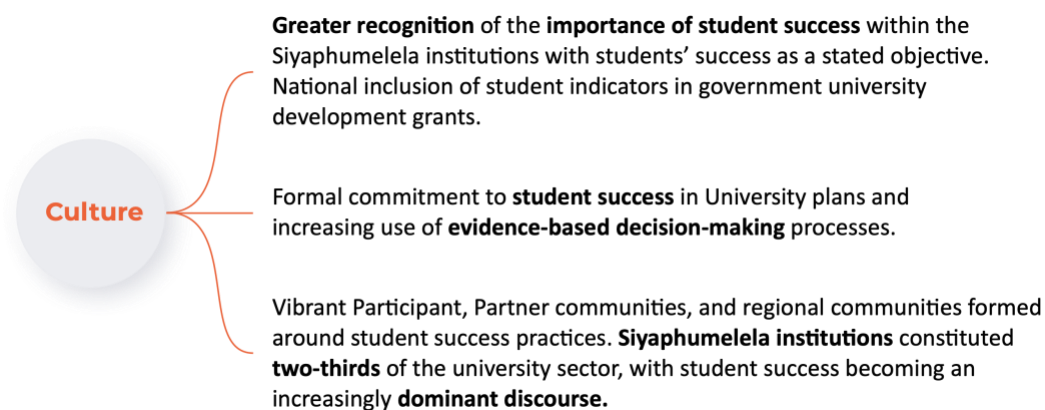 Greater recognition of the importance of student success within the
Siyaphumelela institutions with students’ success as a stated objective.
National inclusion of student indicators in government university
development grants.
Culture
Formal commitment to student success in University plans and
increasing use of evidence-based decision-making processes.
Vibrant Participant, Partner communities, and regional communities formed
around student success practices. Siyaphumelela institutions constituted
two-thirds of the university sector, with student success becoming an
increasingly dominant discourse.